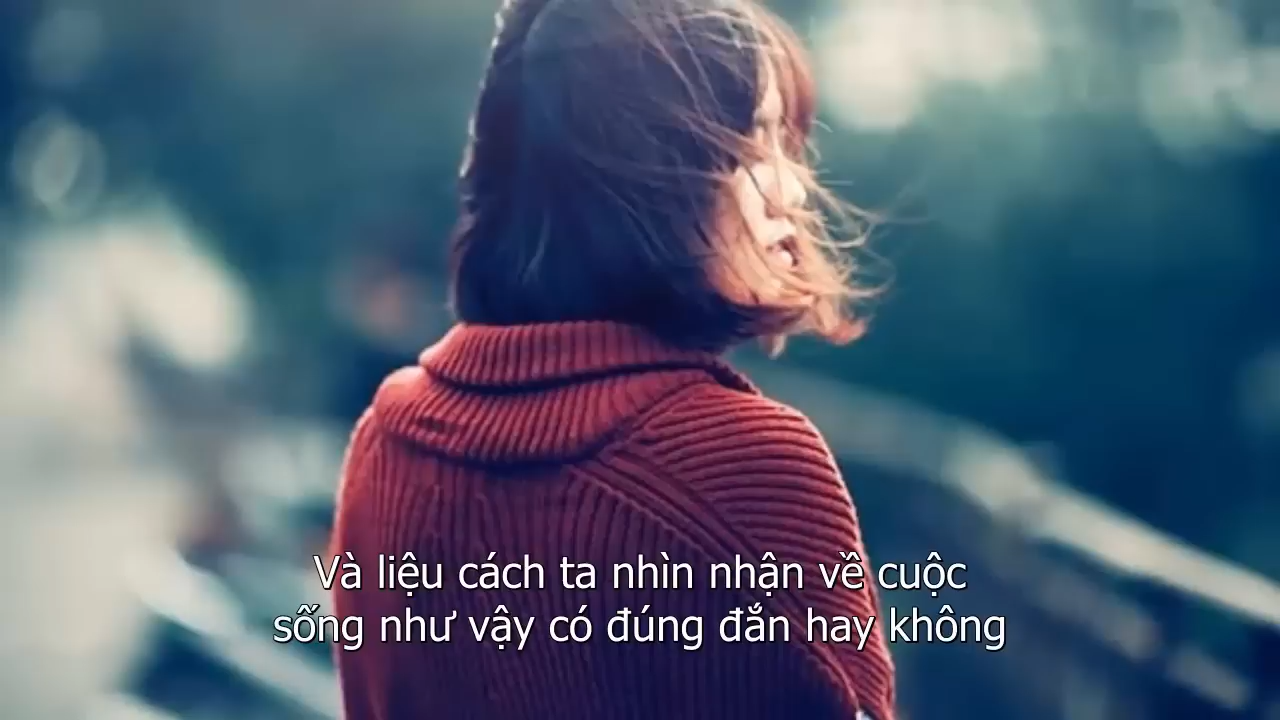 Và liệu cách ta nhìn nhận về cuộc
sống như vậy có đúng đắn hay không